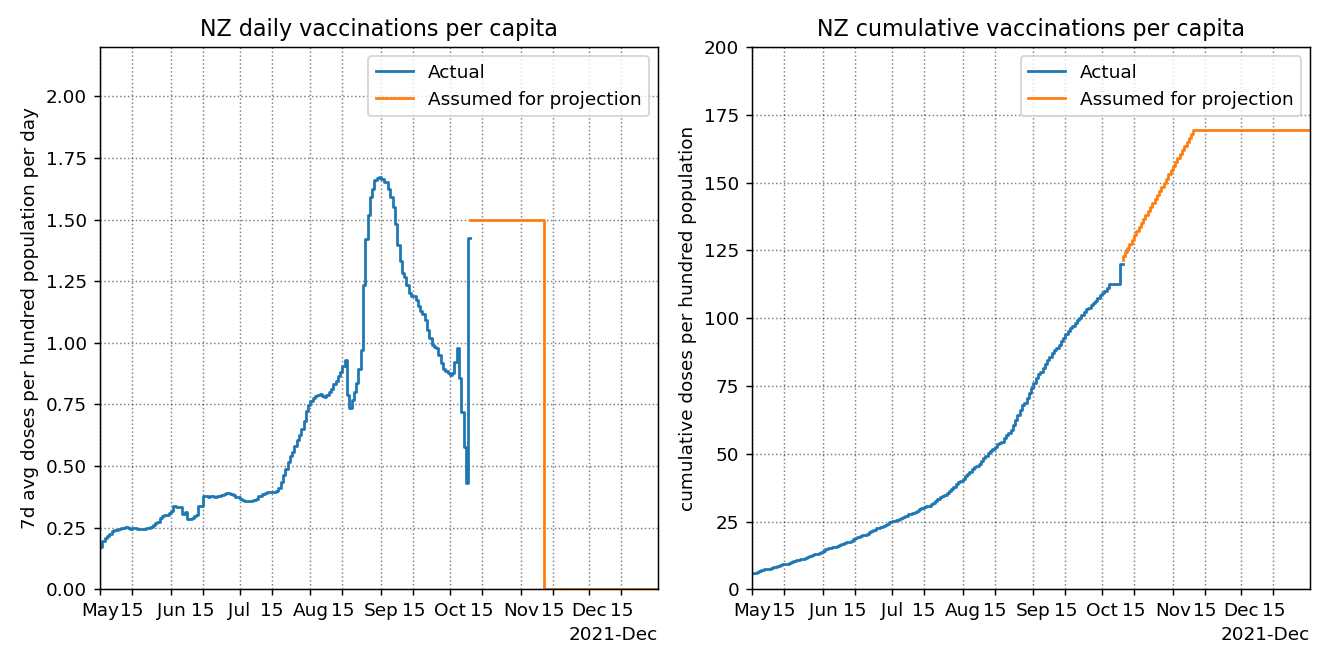 NZ daily vaccinations per capita
7d avg doses per hundred population per day
2.00
1.75
1.50
1.25
1.00
0.75
0.50
0.25
0.00
Actual
Assumed for projection
May 15 Jun 15 Jul 15 Aug 15 Sep 15 Oct 15 Nov 15 Dec 15
2021-Dec
NZ cumulative vaccinations per capita
cumulative doses per hundred population
200
175
150
125
100
75
50
25
0
Actual
Assumed for projection
May 15 Jun 15 Jul 15 Aug 15 Sep 15 Oct 15 Nov 15 Dec 15
2021-Dec